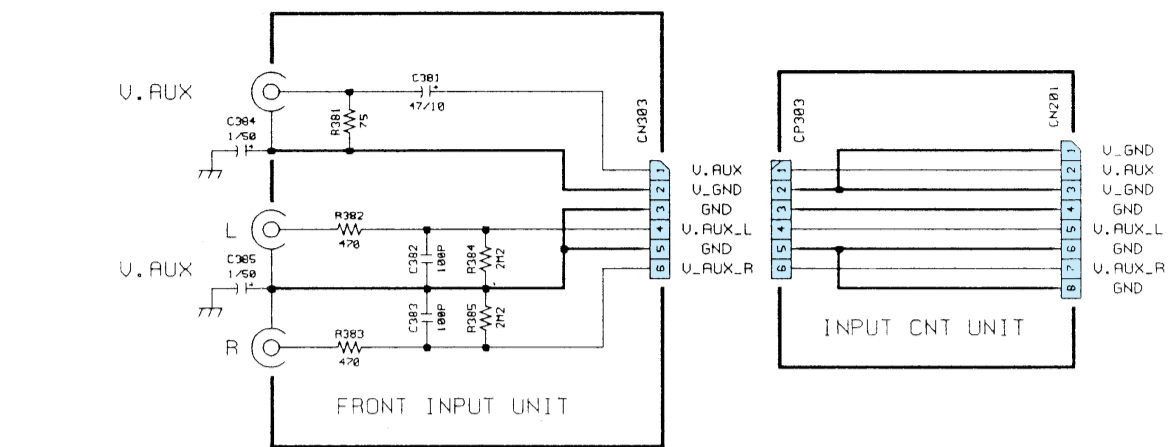 V.AUX
C384
1/50
R381
75
C381
47/10
CN303
1
2
3
4
5
6
V.AUX
V_GND
GND
V.AUX_L
GND
V_AUX_R
L
R382
470
C382
100P
R384
2M2
V.AUX
C385
1/50
C383
100P
R385
2M2
R
R383
470
FRONT INPUT UNIT
CP303
1
2
3
4
5
6
CN201
1
2
3
4
5
6
7
8
V_GND
V.AUX
V_GND
GND
V.AUX_L
GND
V.AUX_R
GND
INPUT CNT UNIT